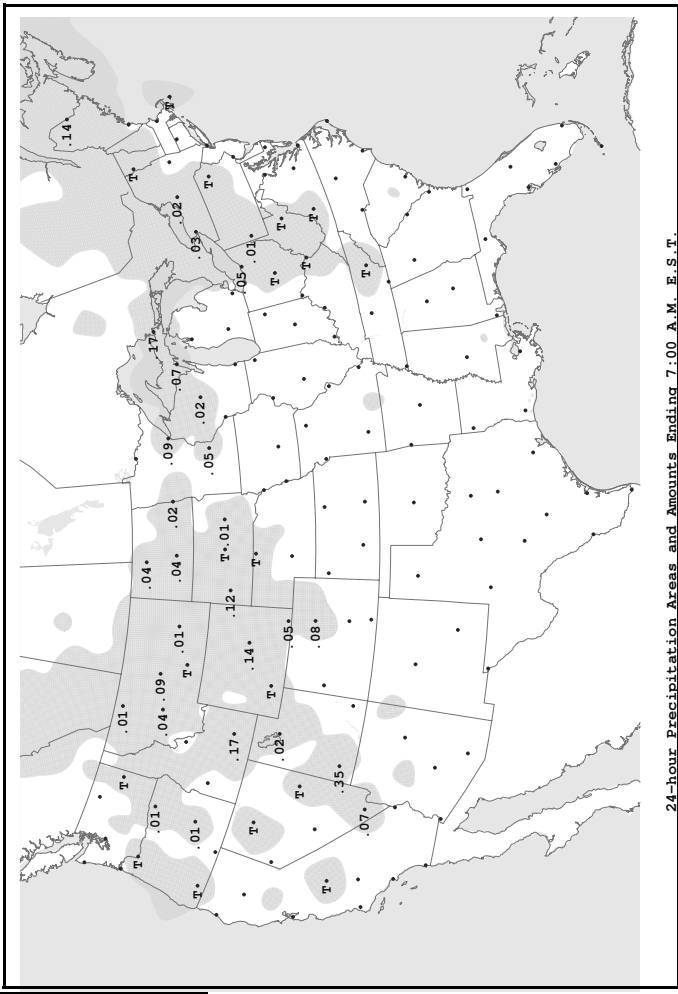 24-hour Precipitation Areas and Amounts Ending 7:00 A.M. E.S.T.
.01
T
.04
.09
T
.01
.04
.04
.02
.09
.05
.07
.17
.02
.03
.02
T
T
.14
T
T
.01
.01
T
.17
.14
.12
T
.01
T
.05
.01
T
T
T
T
T
T
.02
T
.05
.08
T
.35
.07
T